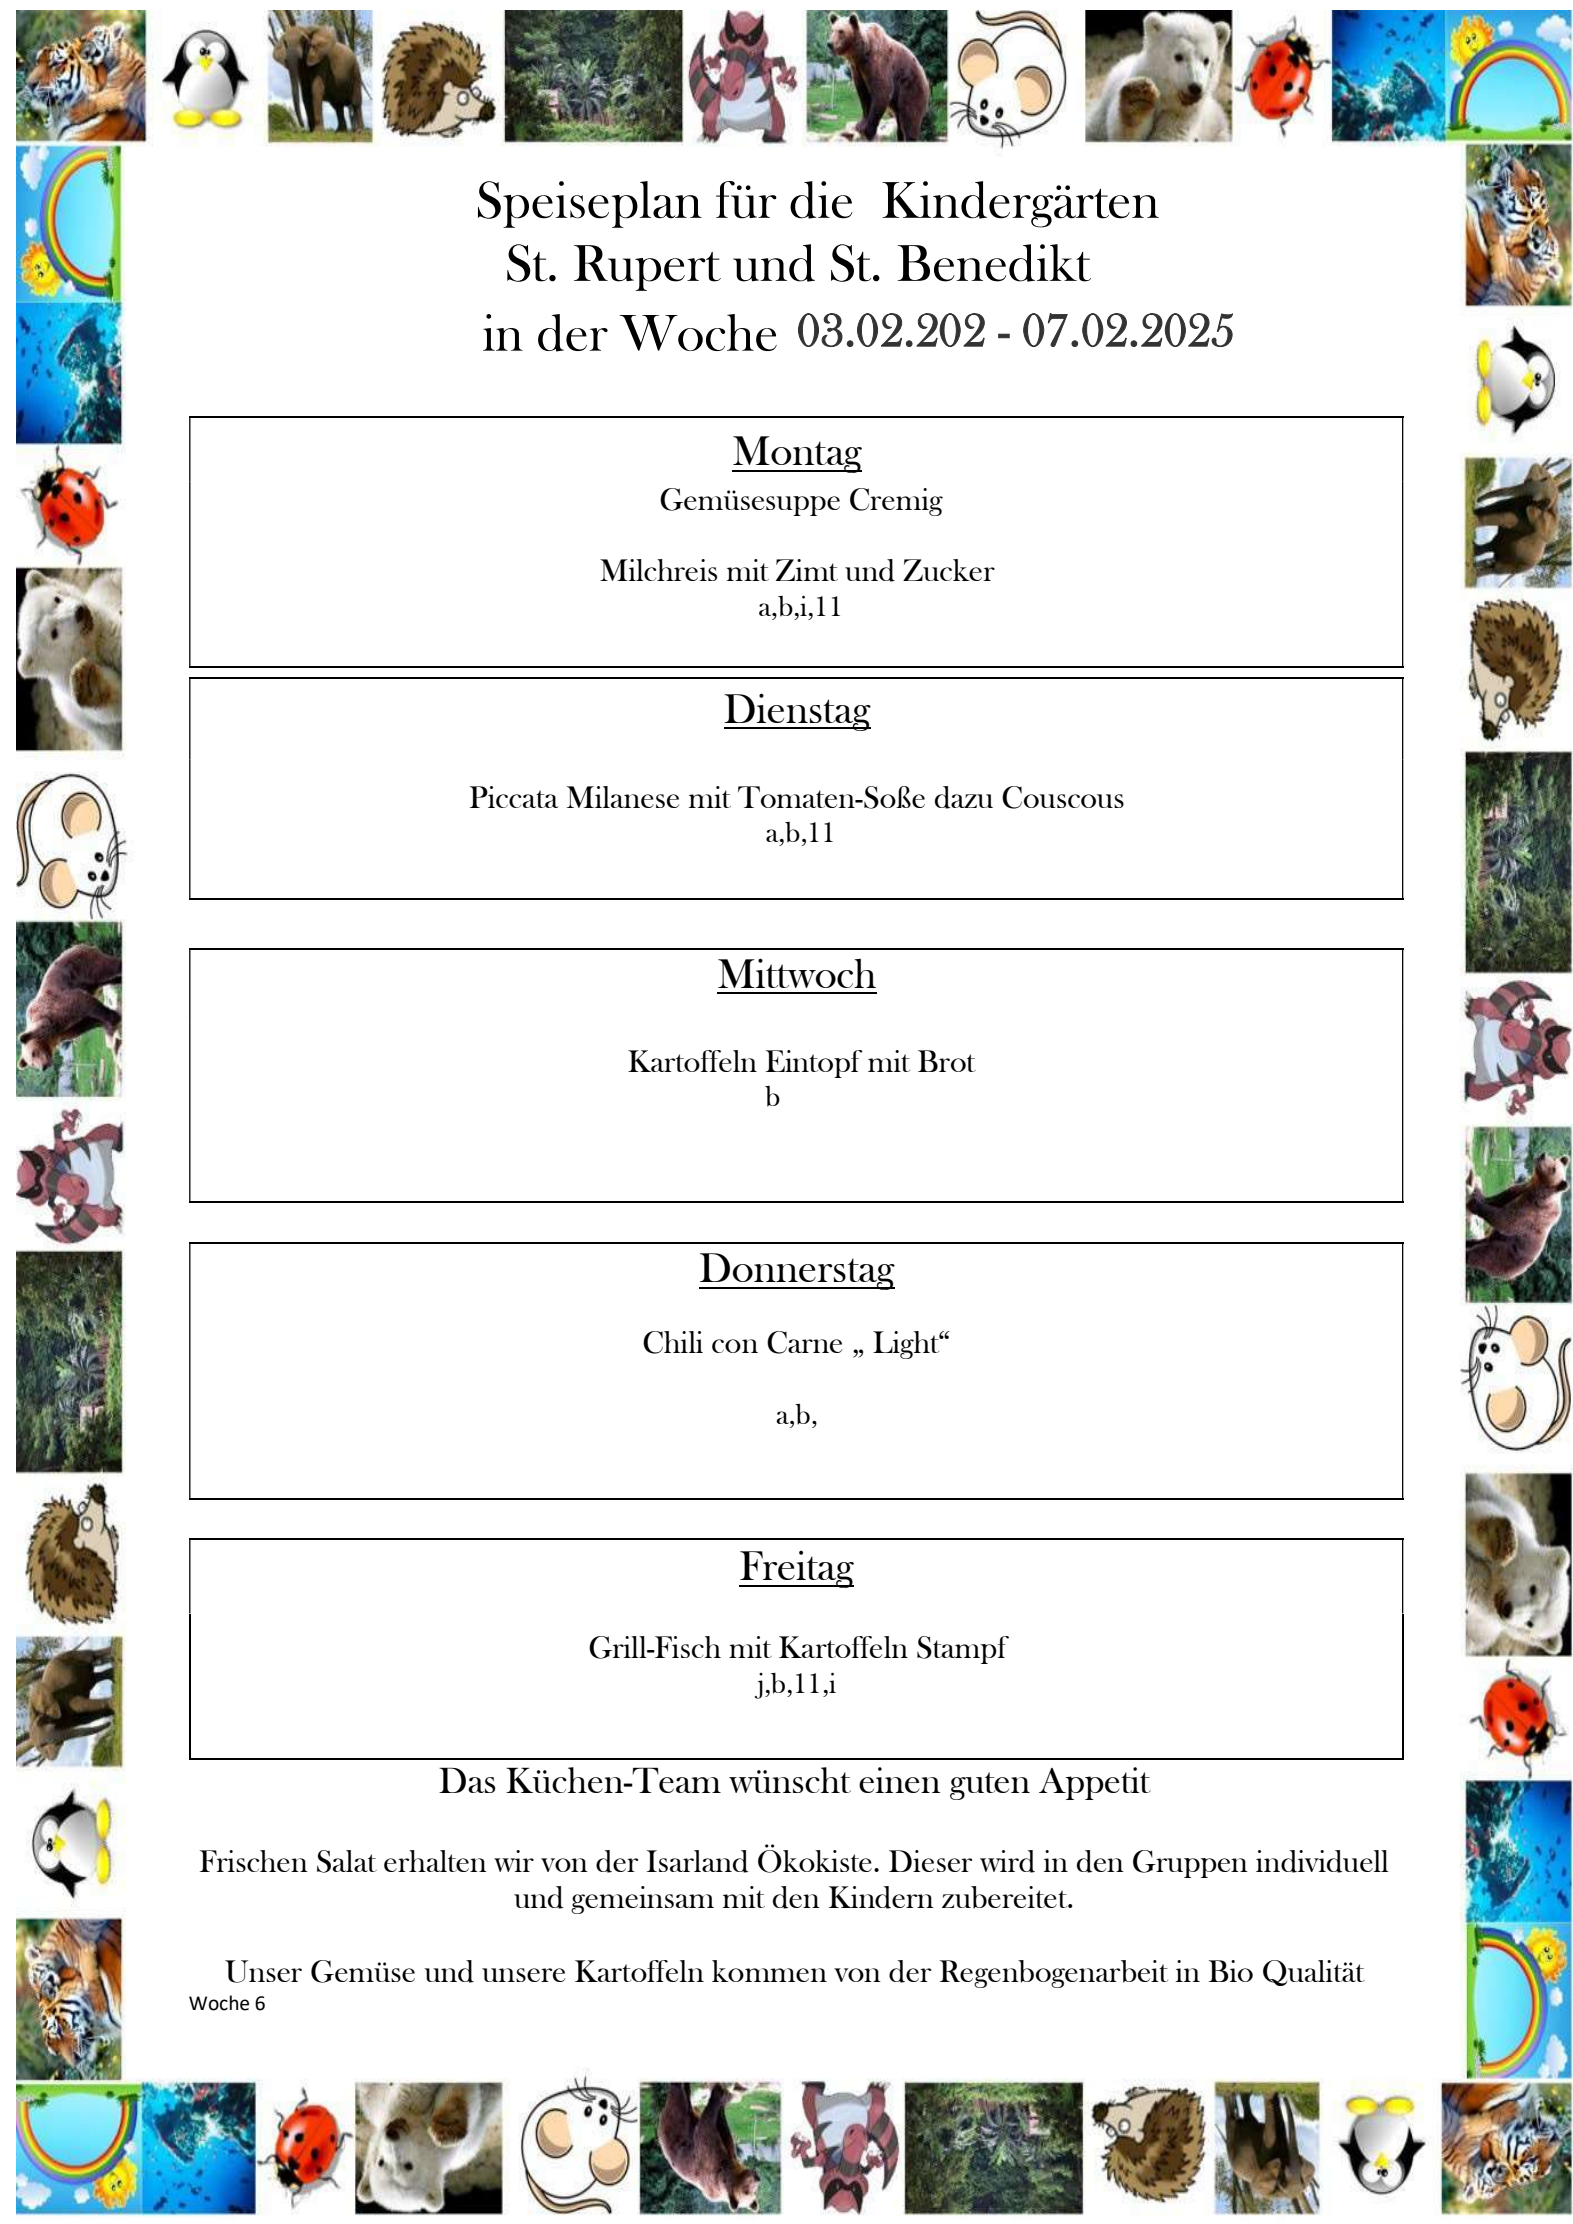 Speiseplan für die Kindergärten
St. Rupert und St. Benedikt
in der Woche 03.02.202 - 07.02.2025
Montag
Gemüsesuppe Cremig
Milchreis mit Zimt und Zucker
a,b,i,11
Dienstag
Piccata Milanese mit Tomaten-Soße dazu Couscous
a,b,11
Mittwoch
Kartoffeln Eintopf mit Brot
b
Donnerstag
Chili con Carne „ Light“
a,b,
Freitag
Grill-Fisch mit Kartoffeln Stampf
j,b,11,i
Das Küchen-Team wünscht einen guten Appetit
Frischen Salat erhalten wir von der Isarland Ökokiste. Dieser wird in den Gruppen individuell
und gemeinsam mit den Kindern zubereitet.
Unser Gemüse und unsere Kartoffeln kommen von der Regenbogenarbeit in Bio Qualität
Woche 6